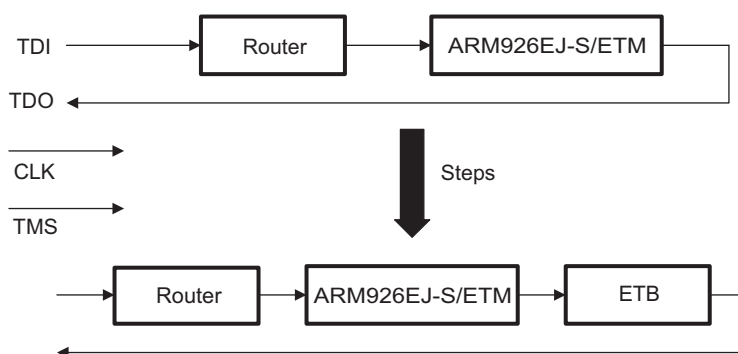 TDI
Router
ARM926EJ-S/ETM
TDO
CLK
Steps
TMS
Router
ARM926EJ-S/ETM
ETB